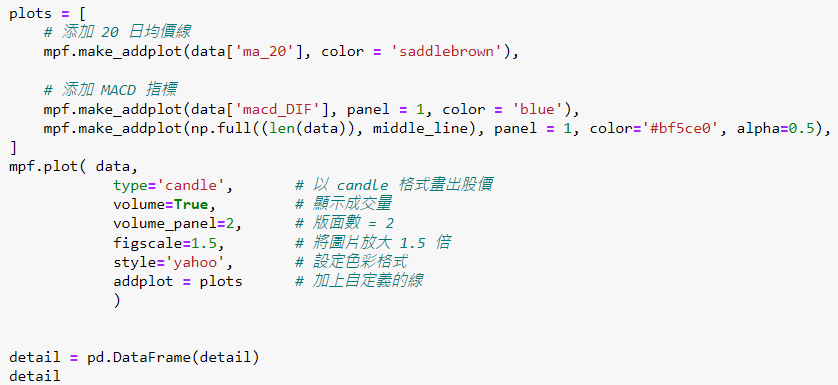 plots = [
    # 添加 20 日均價線
    mpf.make_addplot(data['ma_20'], color = 'saddlebrown'),

    # 添加 MACD 指標
    mpf.make_addplot(data['macd_DIF'], panel = 1, color = 'blue'),
    mpf.make_addplot(np.full((len(data)), middle_line), panel = 1, color='#bf5ce0', alpha=0.5),
]
mpf.plot( data,
            type='candle',       # 以 candle 格式畫出股價
            volume=True,         # 顯示成交量
            volume_panel=2,      # 版面數 = 2
            figscale=1.5,        # 將圖片放大 1.5 倍
            style='yahoo',       # 設定色彩格式
            addplot = plots      # 加上自定義的線
            )


detail = pd.DataFrame(detail)
detail